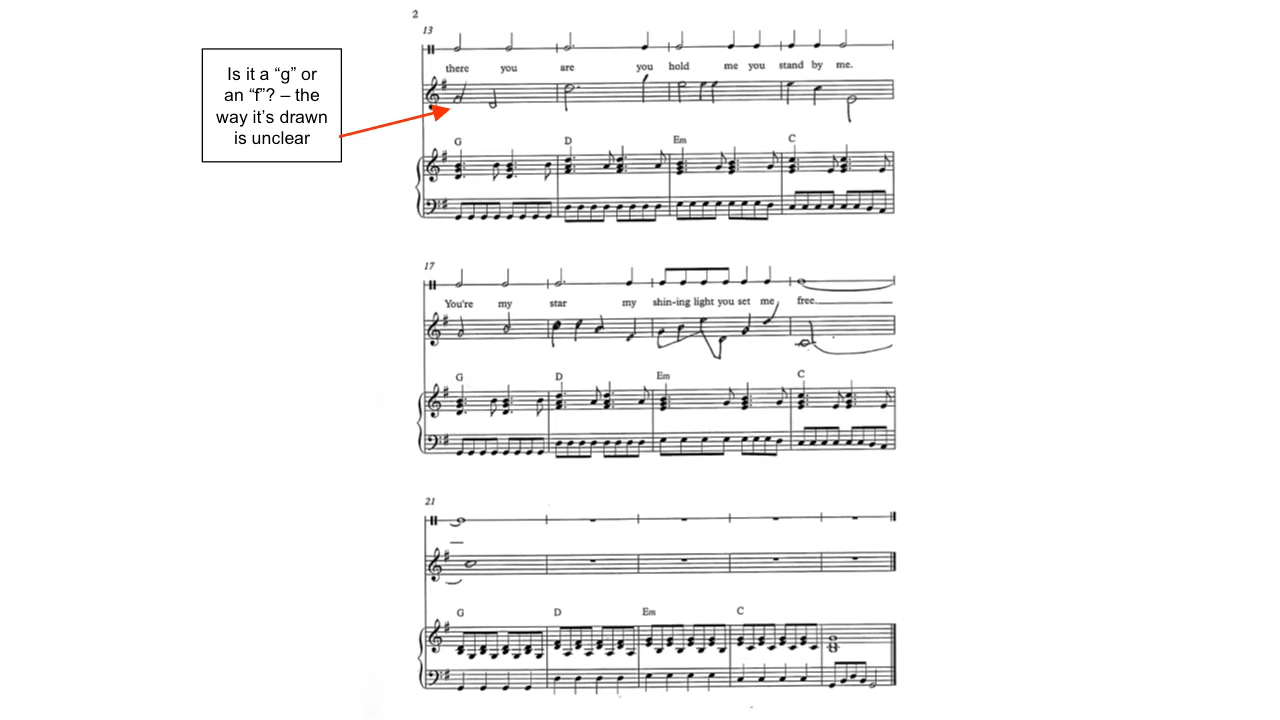 2
Is it a “g” or
an “f”? – the
way it’s drawn
is unclear
13
there you are you hold me you stand by me.
G D Em C
17
You're my star my shin-ing light you set me free.
G D Em C
21
G D Em C